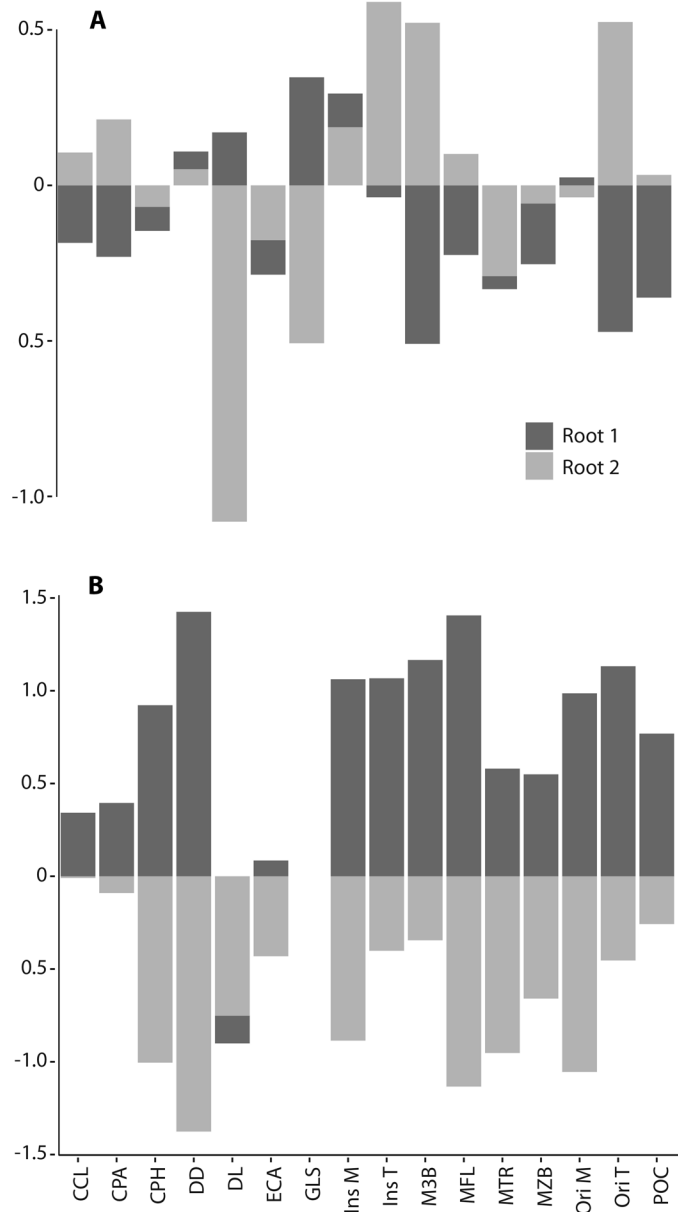 A
0.5
0
0.5
-1.0
Root 1
Root 2
B
1.5
1.0
0.5
0
0.5
-1.0
-1.5
CCL
CPA
CPH
DD
DL
ECA
GLS
Ins M
Ins T
M3B
MFL
MTR
MZB
Ori M
Ori T
POC